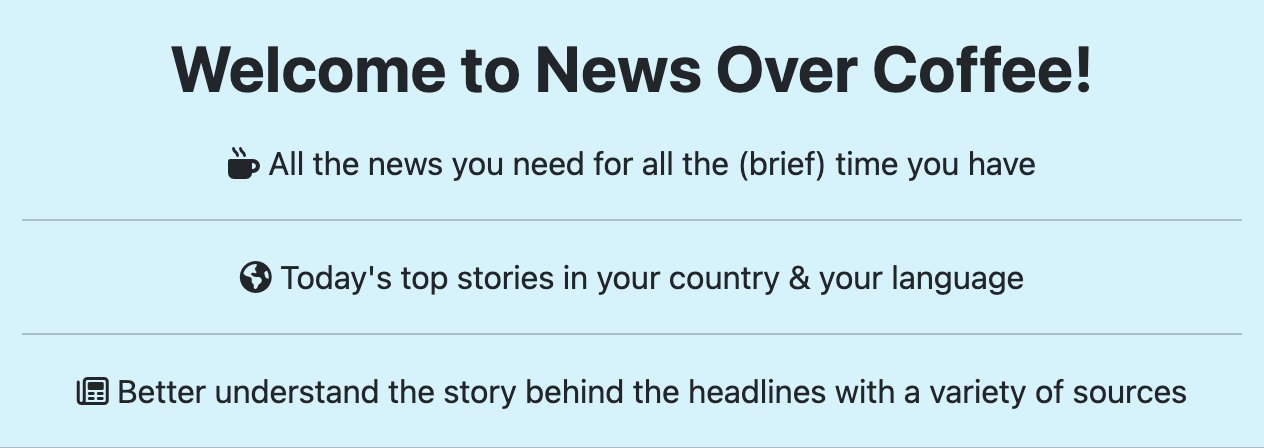 Welcome to News Over Coffee!
All the news you need for all the (brief) time you have
Today's top stories in your country & your language
Better understand the story behind the headlines with a variety of sources